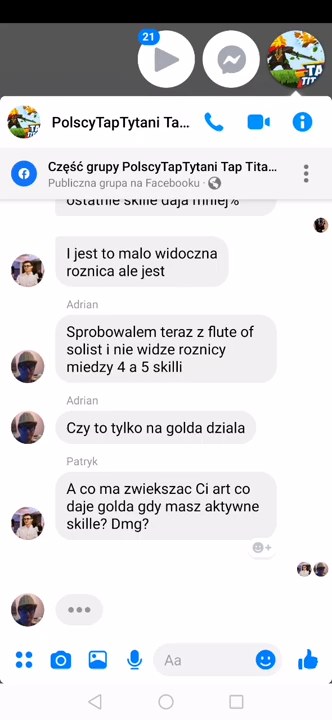 21
TA
TIT
PolscyTapTytani Ta...
Część grupy PolscyTapTytani Tap Tita...
Publiczna grupa na Facebooku ·
ostatnie skille daja mniej%
I jest to malo widoczna
roznica ale jest
Adrian
Sprobowalem teraz z flute of
solist i nie widze roznicy
miedzy 4 a 5 skilli
Adrian
Czy to tylko na golda dziala
Patryk
A co ma zwiekszac Ci art co
daje golda gdy masz aktywne
skille? Dmg?
Aa